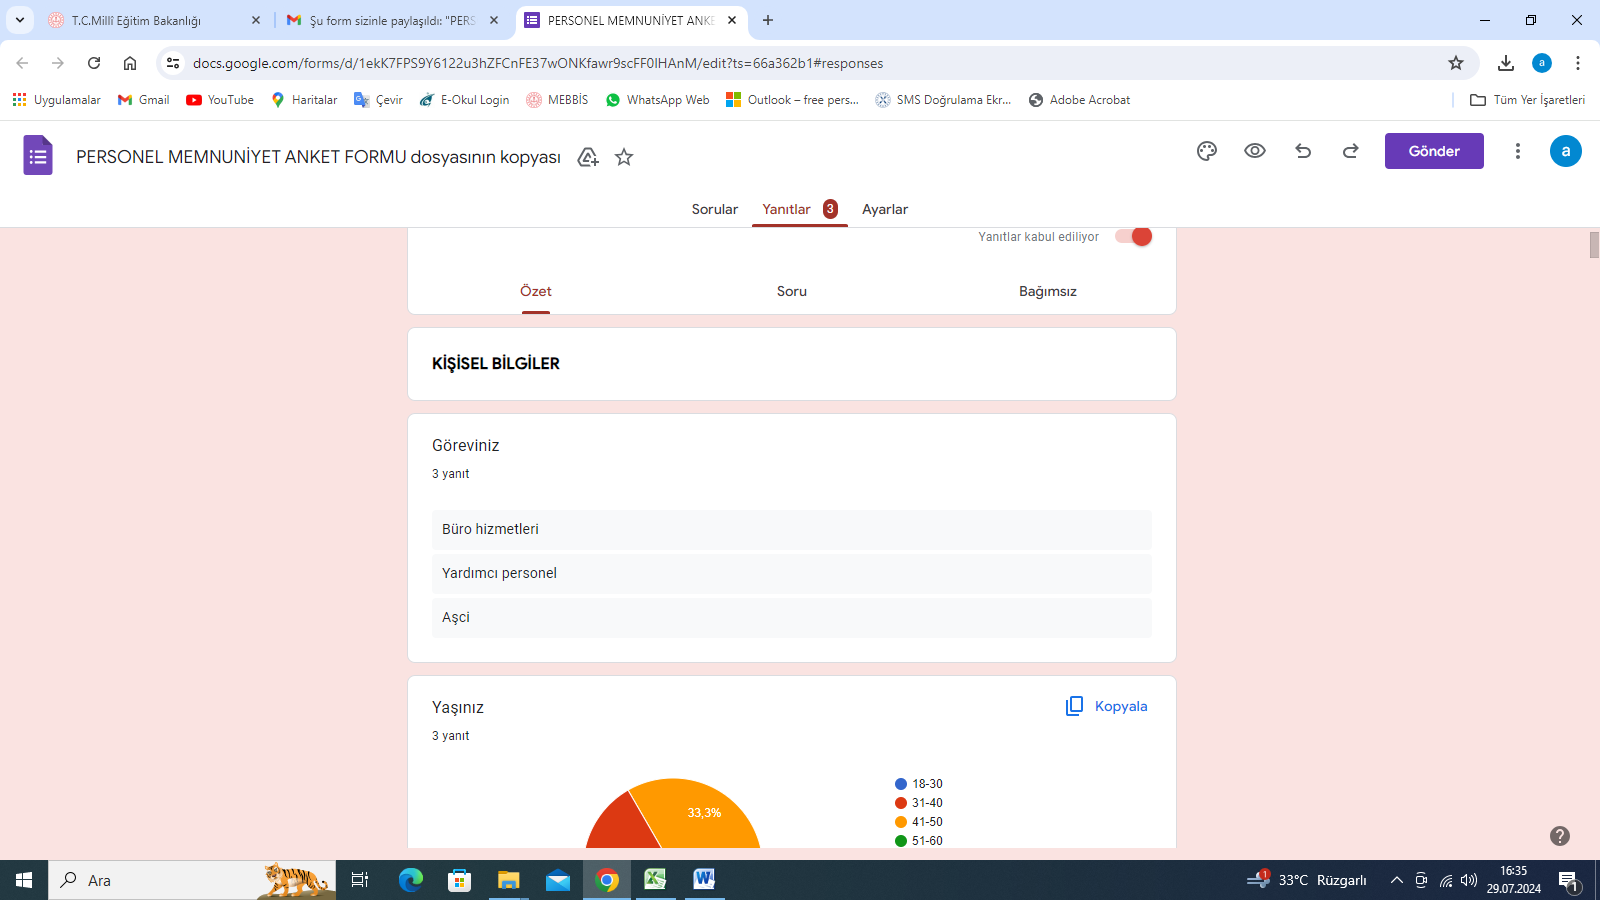 T.C.Millî Eğitim Bakanlığı
Şu form sizinle paylaşıldı: "PERS
PERSONEL MEMNUNİYET ANKE
docs.google.com/forms/d/1ekK7FPS9Y6122u3hZFCnFE37wONKfawr9scFF0IHAnM/edit?ts=66a362b1#responses
a
Uygulamalar
Gmail
YouTube
Haritalar
Çevir
E-Okul Login
MEBBİS
WhatsApp Web
Outlook – free pers...
SMS Doğrulama Ekr...
Adobe Acrobat
Tüm Yer İşaretleri
PERSONEL MEMNUNİYET ANKET FORMU dosyasının kopyası
Gönder
a
Sorular
Yanıtlar 3
Ayarlar
Yanıtlar kabul ediliyor
Özet
Soru
Bağımsız
KİŞİSEL BİLGİLER
Göreviniz
3 yanıt
Büro hizmetleri
Yardımcı personel
Aşci
Yaşınız
Kopyala
3 yanıt
33,3%
18-30
31-40
41-50
51-60
Ara
1
33°C Rüzgarlı
16:35
29.07.2024
1